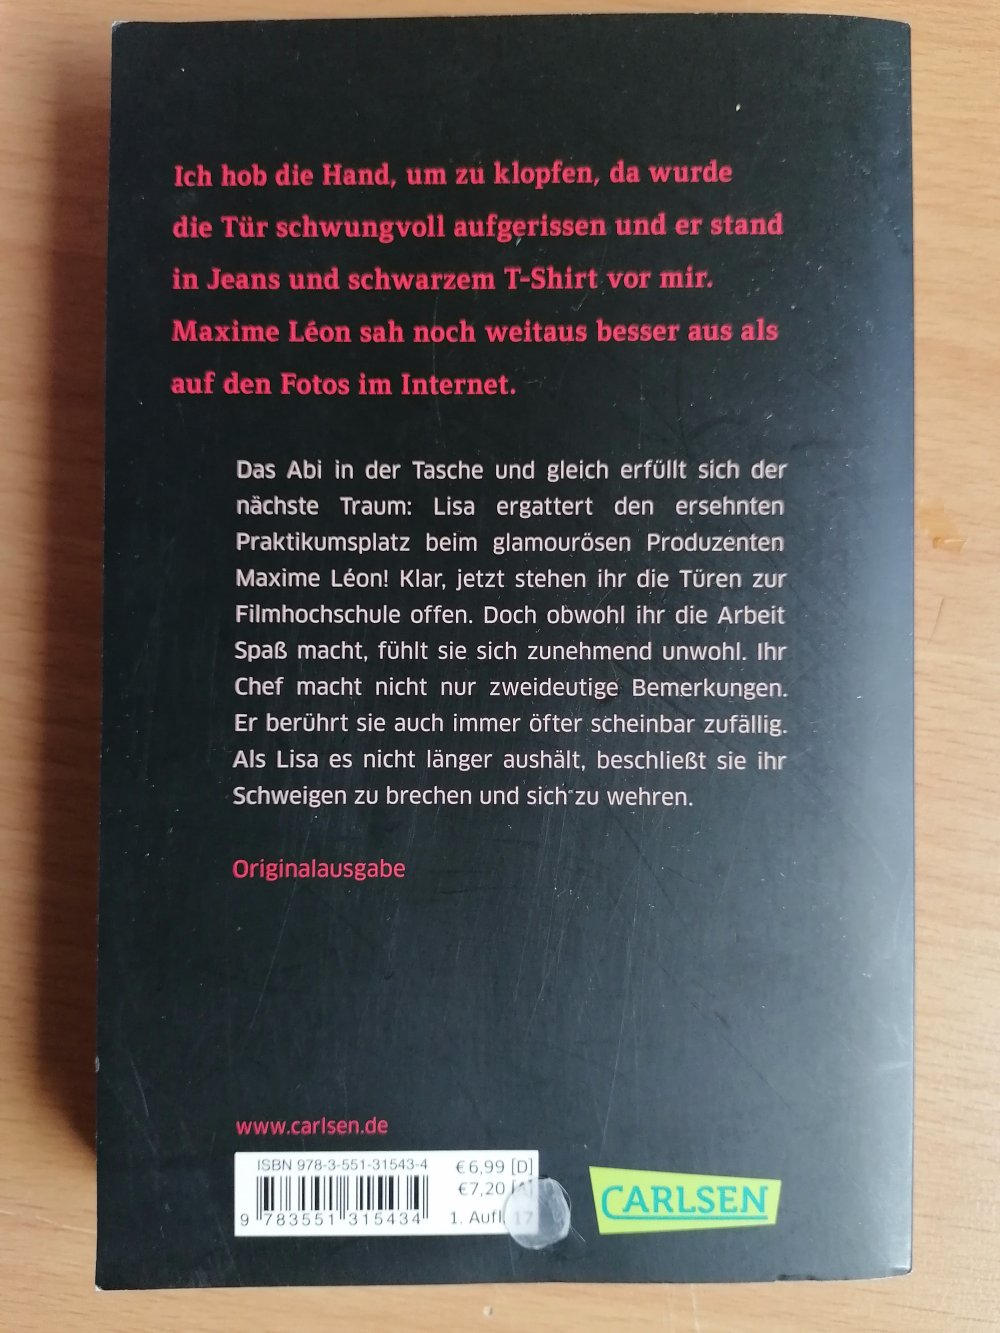 Ich hob die Hand, um zu klopfen, da wurde
die Tür schwungvoll aufgerissen und er stand
in Jeans und schwarzem T-Shirt vor mir.
Maxime Léon sah noch weitaus besser aus als
auf den Fotos im Internet.
Das Abi in der Tasche und gleich erfüllt sich der
nächste Traum: Lisa ergattert den ersehnten
Praktikumsplatz beim glamourösen Produzenten
Maxime Léon! Klar, jetzt stehen ihr die Türen zur
Filmhochschule offen. Doch obwohl ihr die Arbeit
Spaß macht, fühlt sie sich zunehmend unwohl. Ihr
Chef macht nicht nur zweideutige Bemerkungen.
Er berührt sie auch immer öfter scheinbar zufällig.
Als Lisa es nicht länger aushält, beschließt sie ihr
Schweigen zu brechen und sich zu wehren.
Originalausgabe
www.carlsen.de
ISBN 978-3-551-31543-4
€ 6,99 [D]
€ 7,20 [A]
9 783551 315434
1. Aufl. 17
CARLSEN